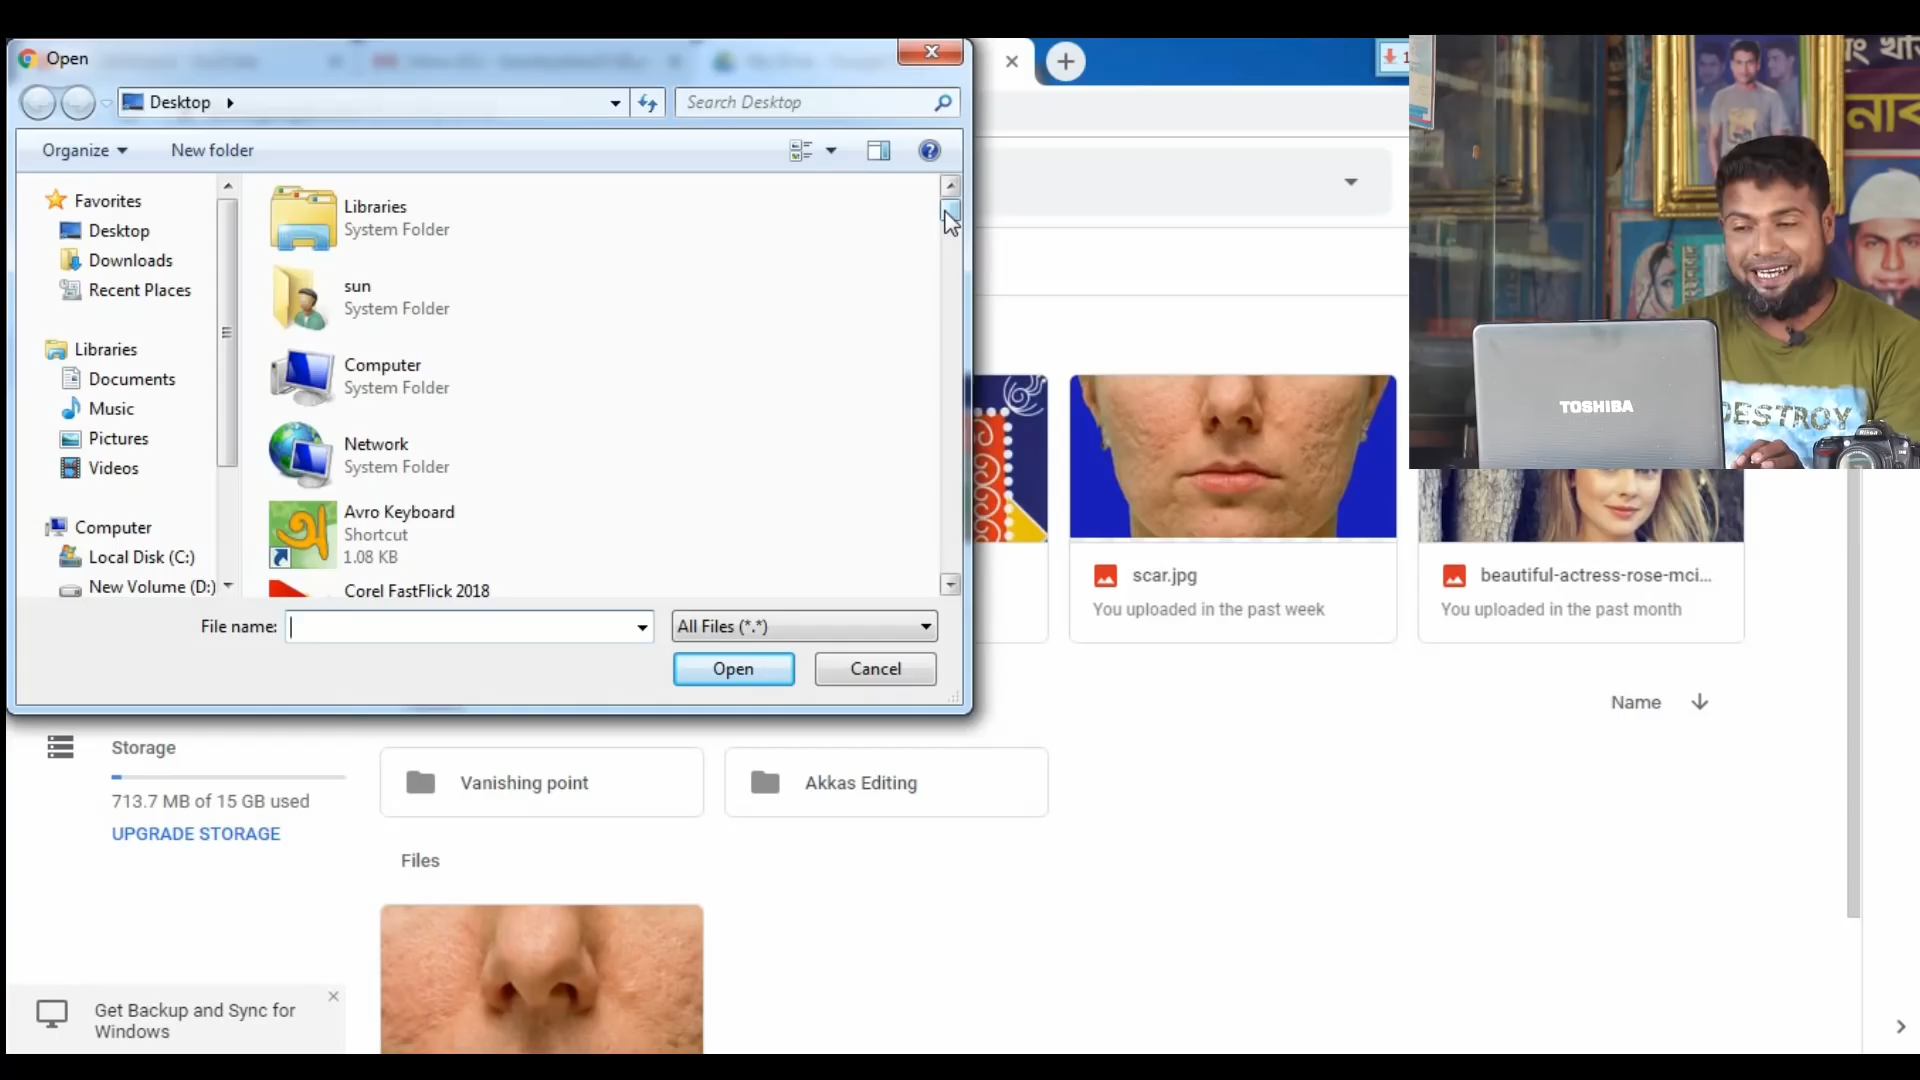 Open
Desktop
Search Desktop
Organize
New folder
Favorites
Desktop
Downloads
Recent Places
Libraries
Documents
Music
Pictures
Videos
Computer
Local Disk (C:)
New Volume (D:)
Libraries
System Folder
sun
System Folder
Computer
System Folder
Network
System Folder
অ
Avro Keyboard
Shortcut
1.08 KB
Corel FastFlick 2018
File name:
All Files (*.*)
Open
Cancel
1
TOSHIBA
DESTROY
Nikon
scar.jpg
You uploaded in the past week
beautiful-actress-rose-mci...
You uploaded in the past month
Name
Storage
713.7 MB of 15 GB used
UPGRADE STORAGE
Vanishing point
Akkas Editing
Files
Get Backup and Sync for
Windows